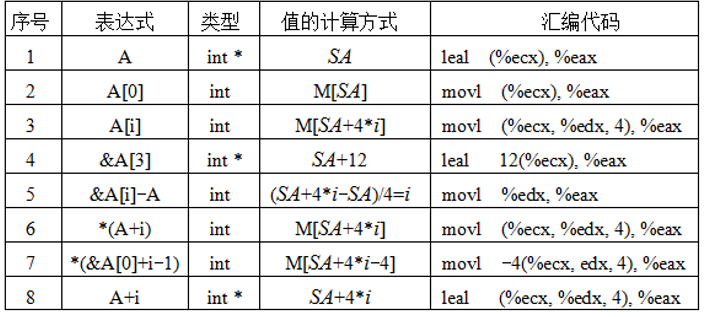 序号 表达式 类型 值的计算方式 汇编代码
1 A int * SA leal (%ecx), %eax
2 A[0] int M[SA] movl (%ecx), %eax
3 A[i] int M[SA+4*i] movl (%ecx, %edx, 4), %eax
4 &A[3] int * SA+12 leal 12(%ecx), %eax
5 &A[i]−A int (SA+4*i−SA)/4=i movl %edx, %eax
6 *(A+i) int M[SA+4*i] movl (%ecx, %edx, 4), %eax
7 *(&A[0]+i−1) int M[SA+4*i−4] movl −4(%ecx, edx, 4), %eax
8 A+i int * SA+4*i leal (%ecx, %edx, 4), %eax